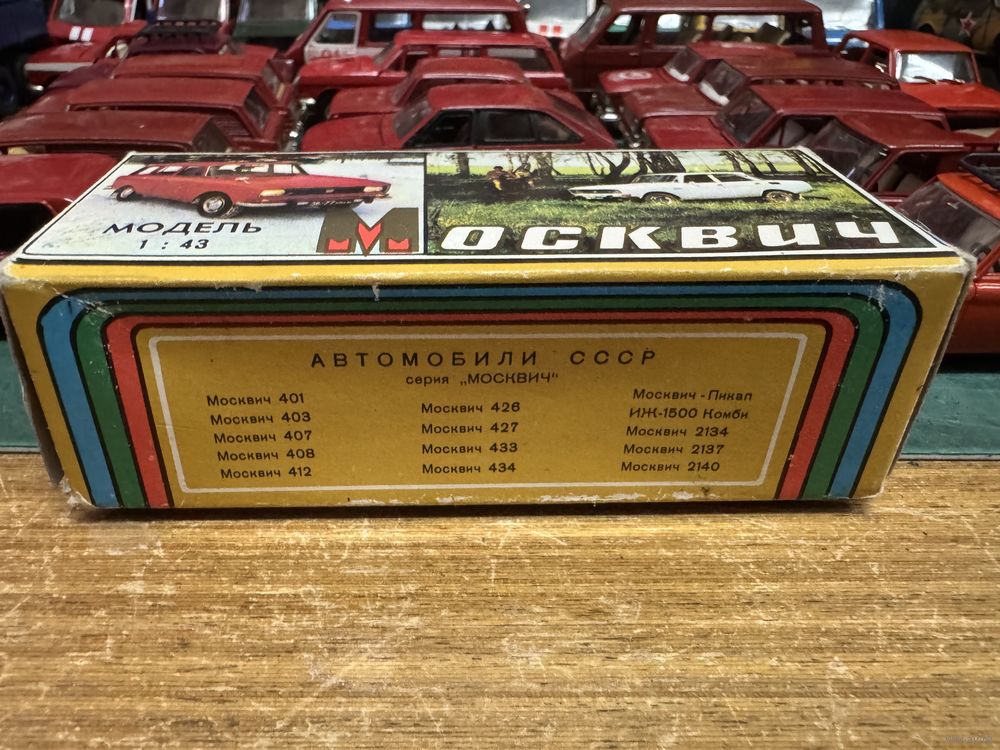 МОДЕЛЬ
1 : 43
МОСКВИЧ
АВТОМОБИЛИ СССР
серия „МОСКВИЧ“
Москвич 401
Москвич 403
Москвич 407
Москвич 408
Москвич 412
Москвич 426
Москвич 427
Москвич 433
Москвич 434
Москвич - Пикап
ИЖ-1500 Комби
Москвич 2134
Москвич 2137
Москвич 2140